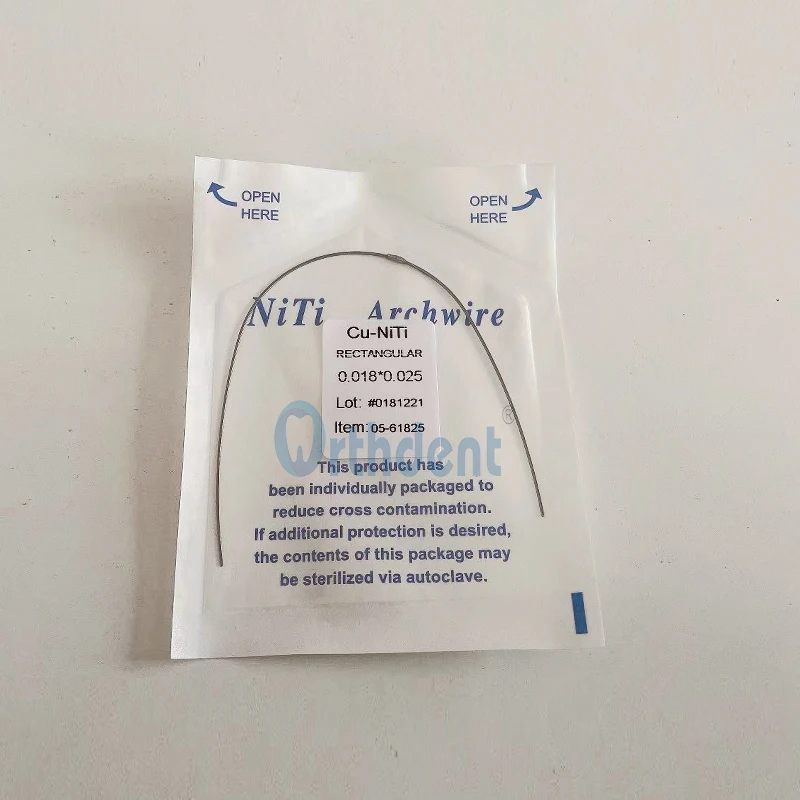 OPEN HERE
OPEN HERE
NiTi Archwire
Cu-NiTi
RECTANGULAR
0.018*0.025
Lot: #0181221
Item: 05-61825
Orthdent ®
This product has
been individually packaged to
reduce cross contamination.
If additional protection is desired,
the contents of this package may
be sterilized via autoclave.